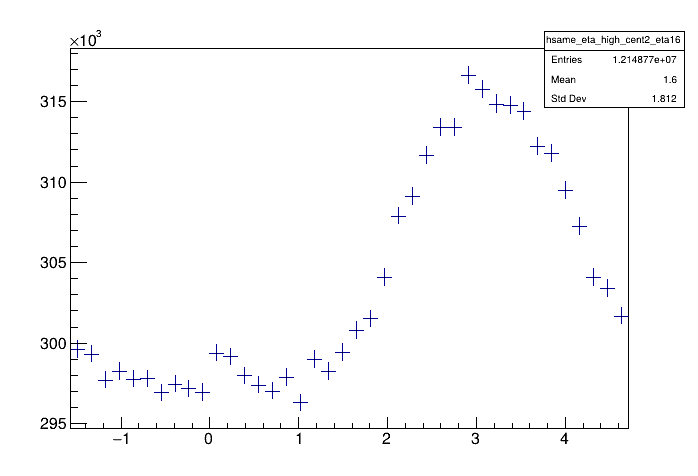 ×10³
hsame_eta_high_cent2_eta16
Entries 1.214877e+07
Mean 1.6
Std Dev 1.812
315
310
305
300
295
−1 0 1 2 3 4